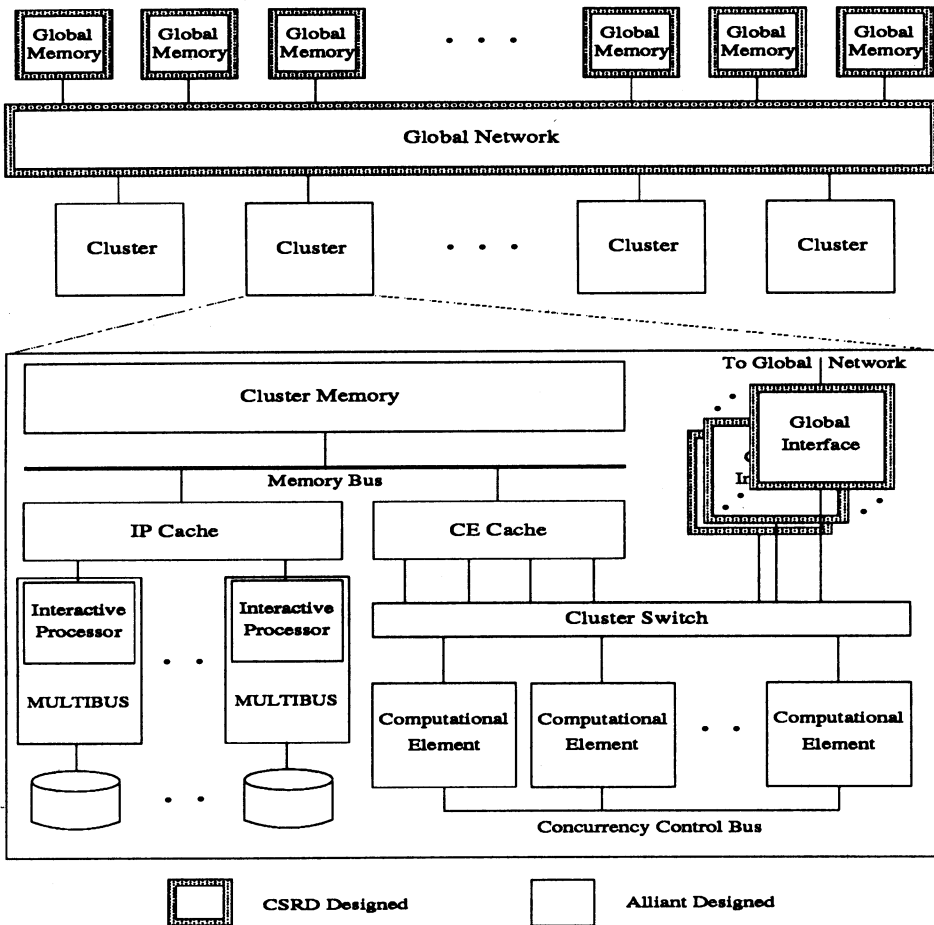 Global Memory
Global Memory
Global Memory
Global Memory
Global Memory
Global Memory
Global Network
Cluster
Cluster
Cluster
Cluster
To Global Network
Cluster Memory
Global
Interface
Memory Bus
IP Cache
CE Cache
Interactive
Processor
Interactive
Processor
Cluster Switch
MULTIBUS
MULTIBUS
Computational
Element
Computational
Element
Computational
Element
Concurrency Control Bus
CSRD Designed
Alliant Designed